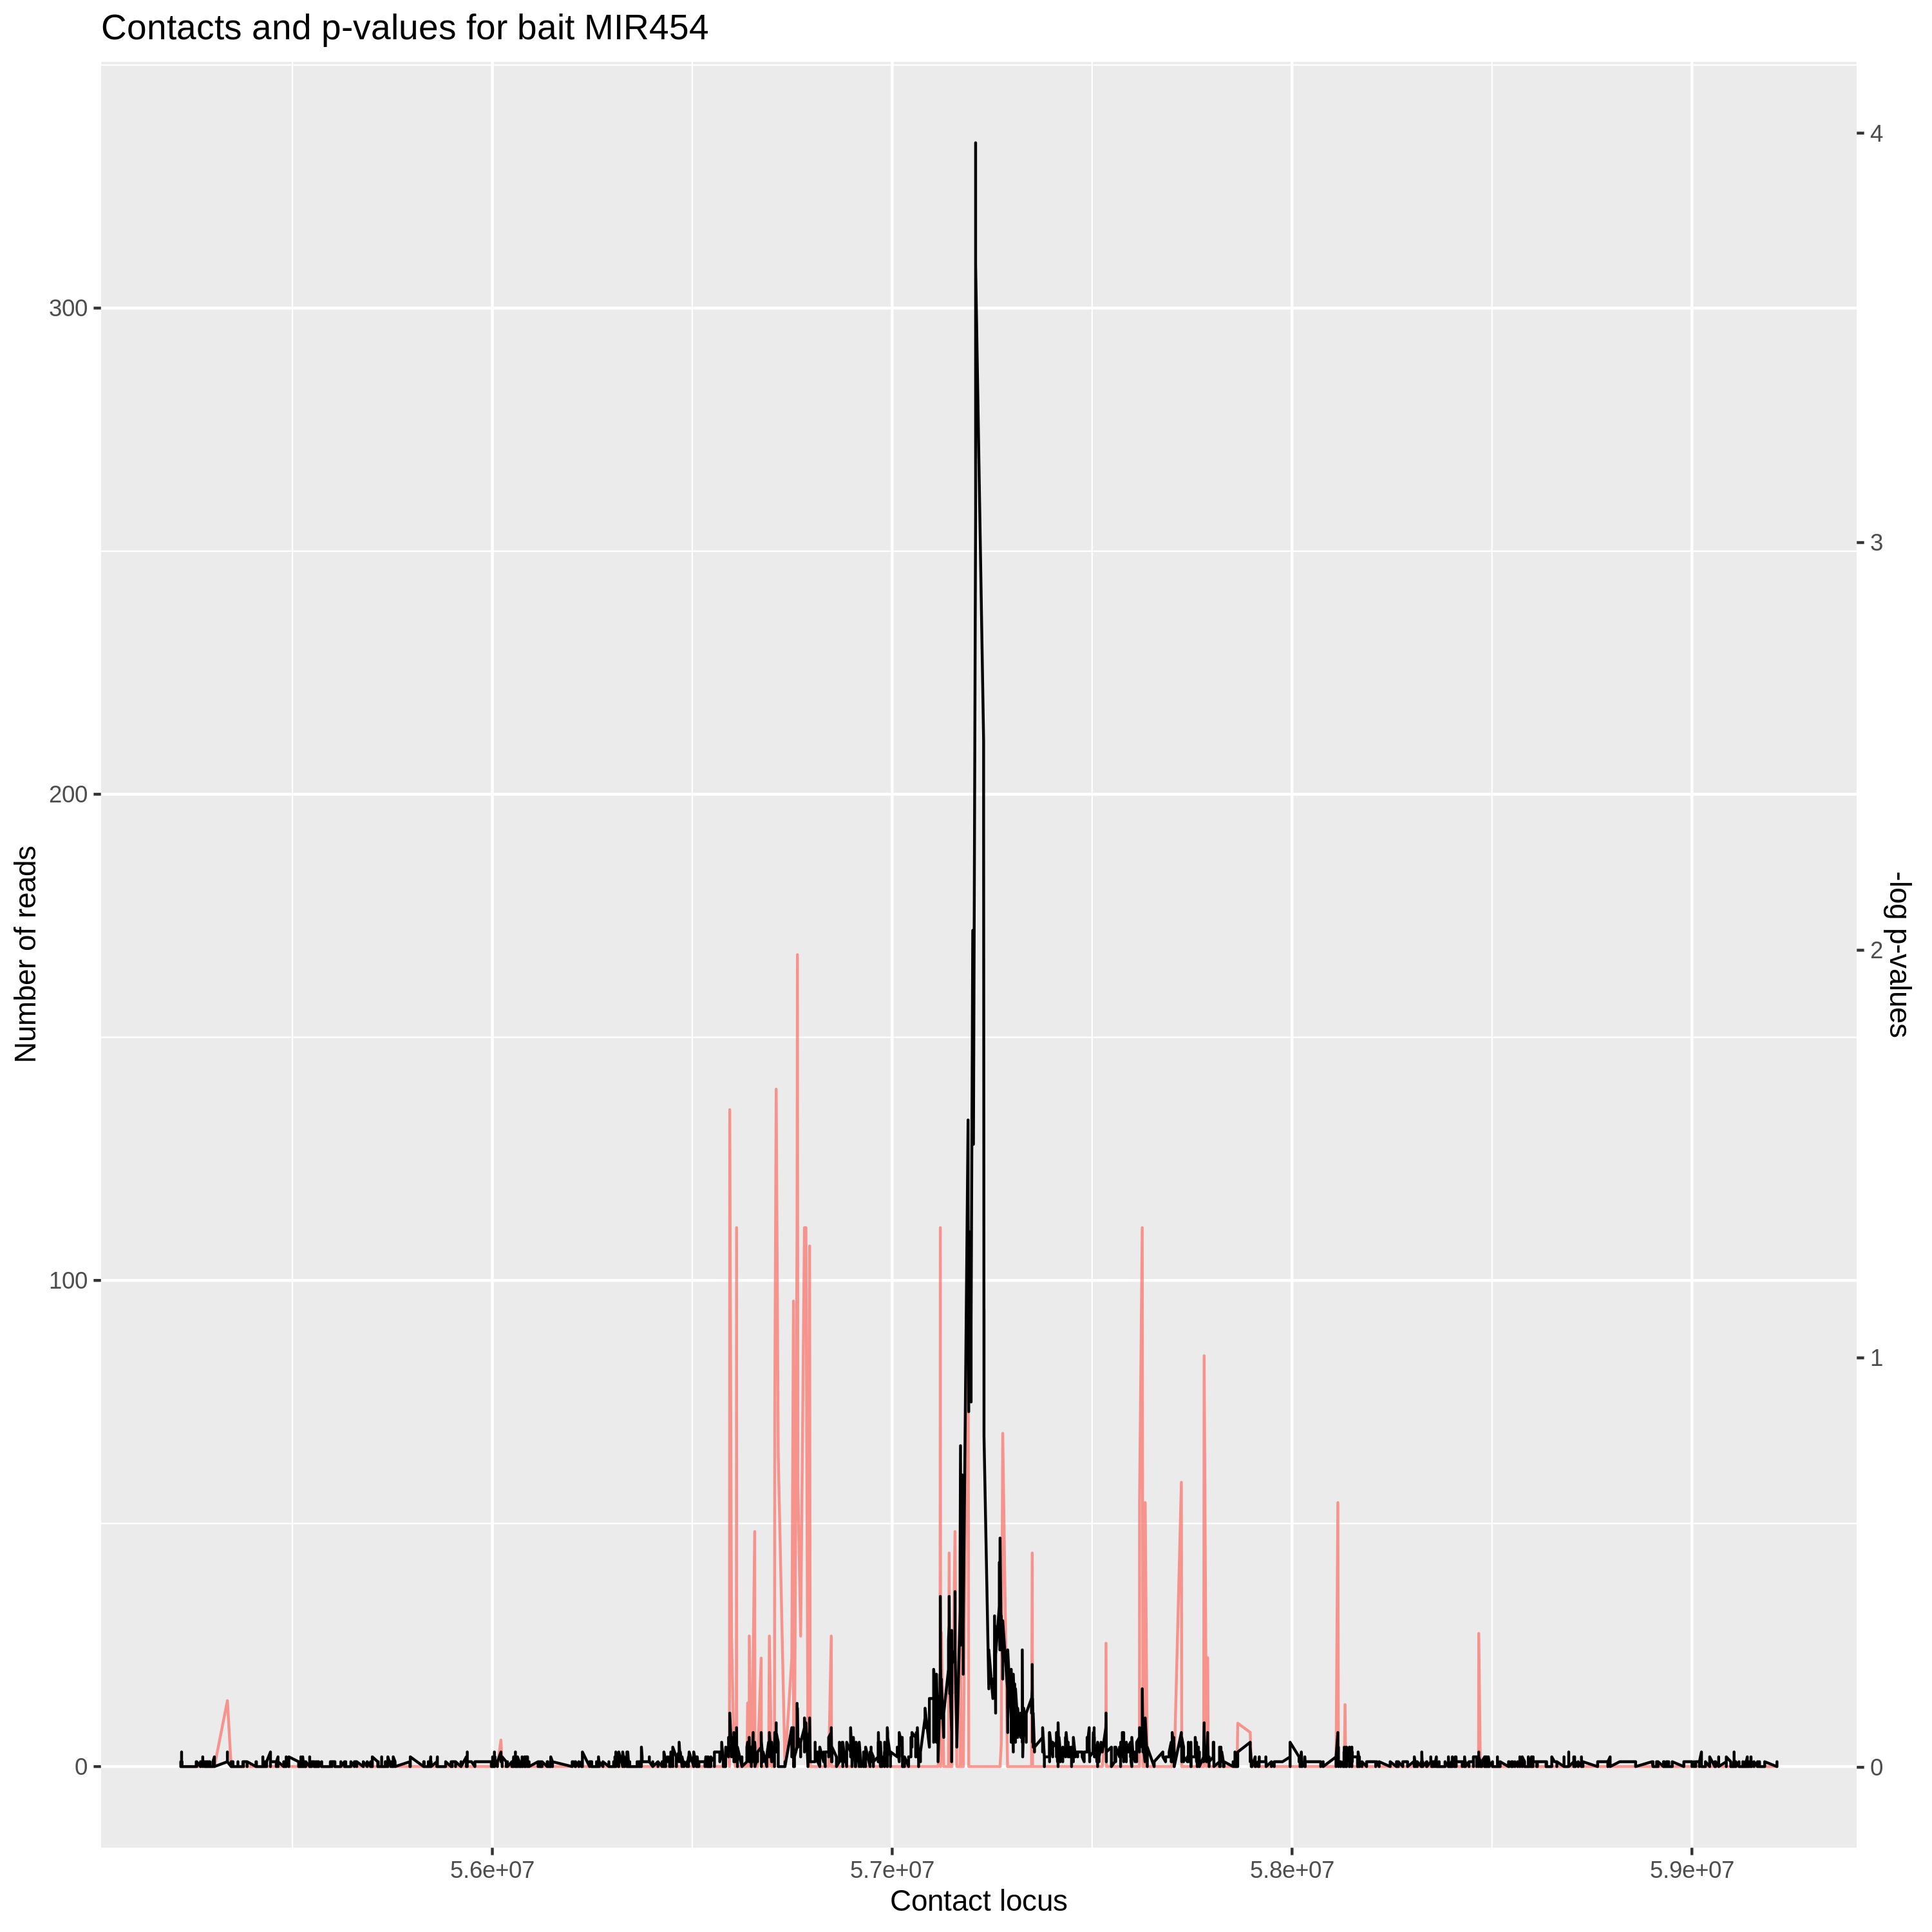 Contacts and p-values for bait MIR454
Number of reads
300
200
100
0
4
3
2
1
0
-log p-values
5.6e+07 5.7e+07 5.8e+07 5.9e+07
Contact locus